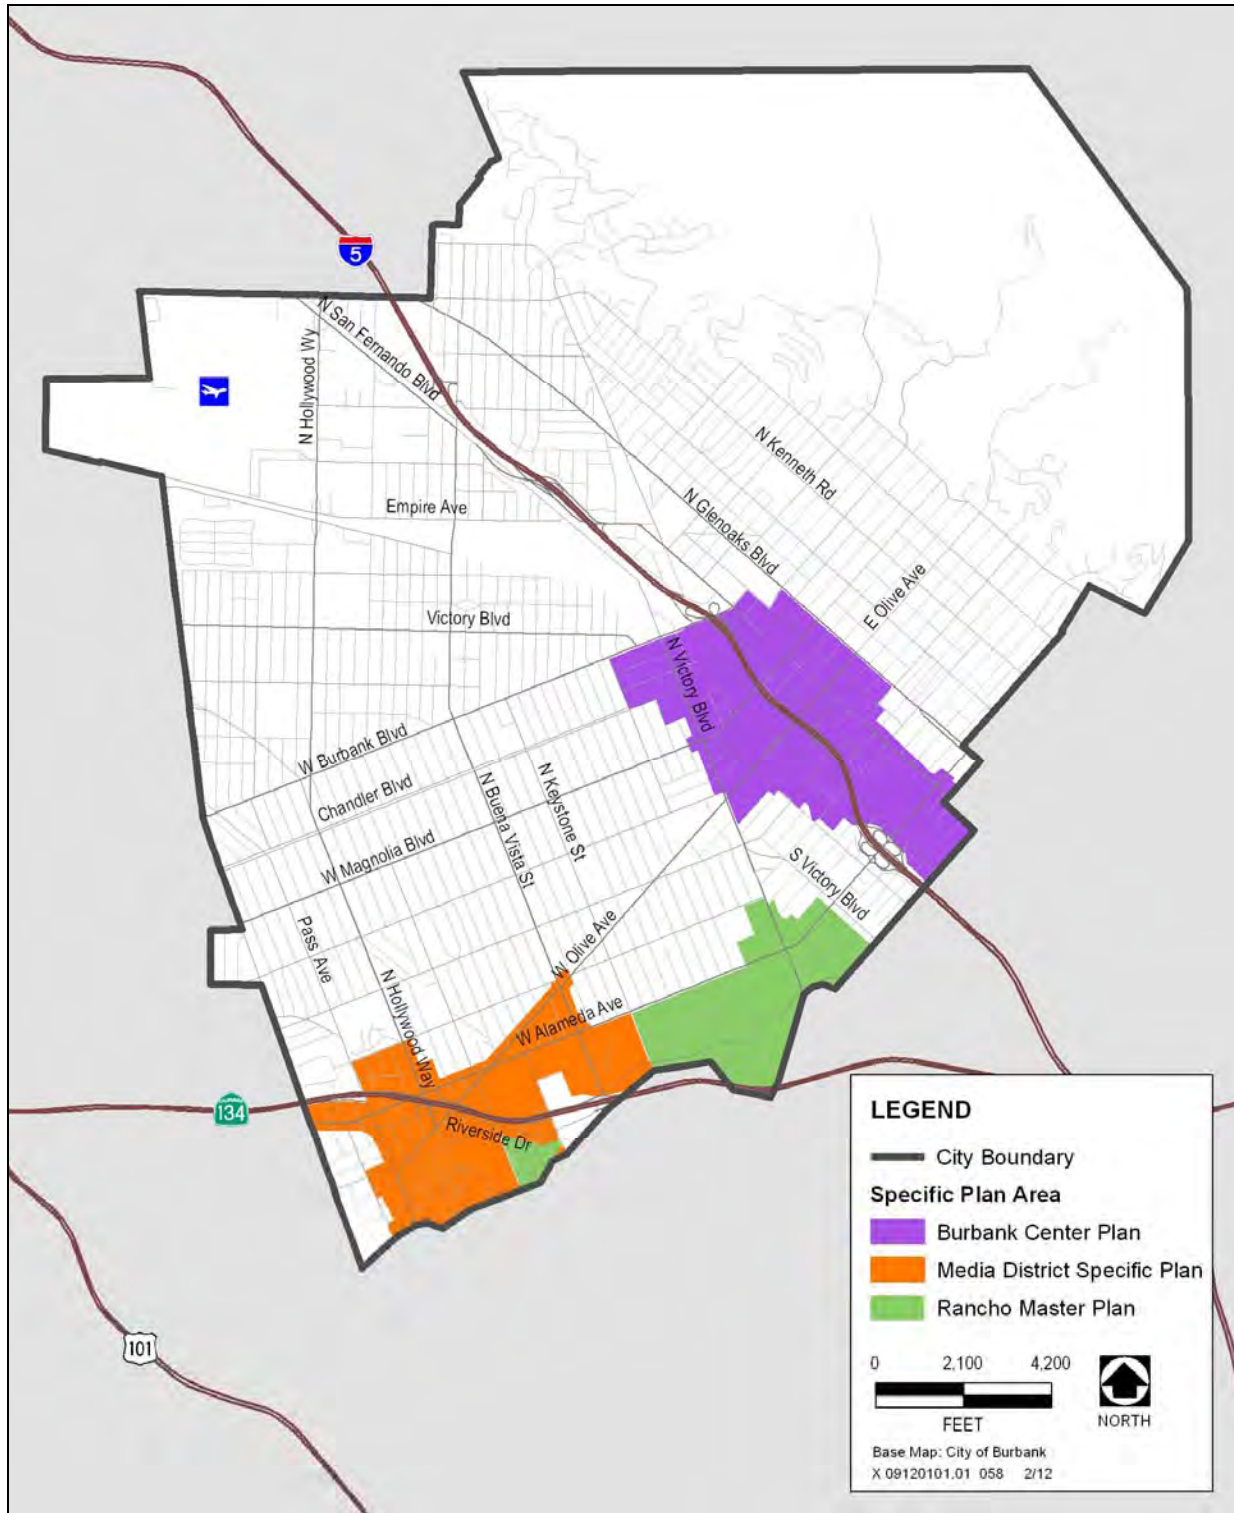 5
N San Fernando Blvd
N Hollywood Wy
N Kenneth Rd
N Glenoaks Blvd
Empire Ave
E Olive Ave
Victory Blvd
N Victory Blvd
W Burbank Blvd
Chandler Blvd
N Keystone St
N Buena Vista St
W Magnolia Blvd
S Victory Blvd
Pass Ave
W Olive Ave
N Hollywood Way
W Alameda Ave
134
Riverside Dr
101
LEGEND
City Boundary
Specific Plan Area
Burbank Center Plan
Media District Specific Plan
Rancho Master Plan
0 2,100 4,200
FEET
NORTH
Base Map: City of Burbank
X 09120101.01 058 2/12